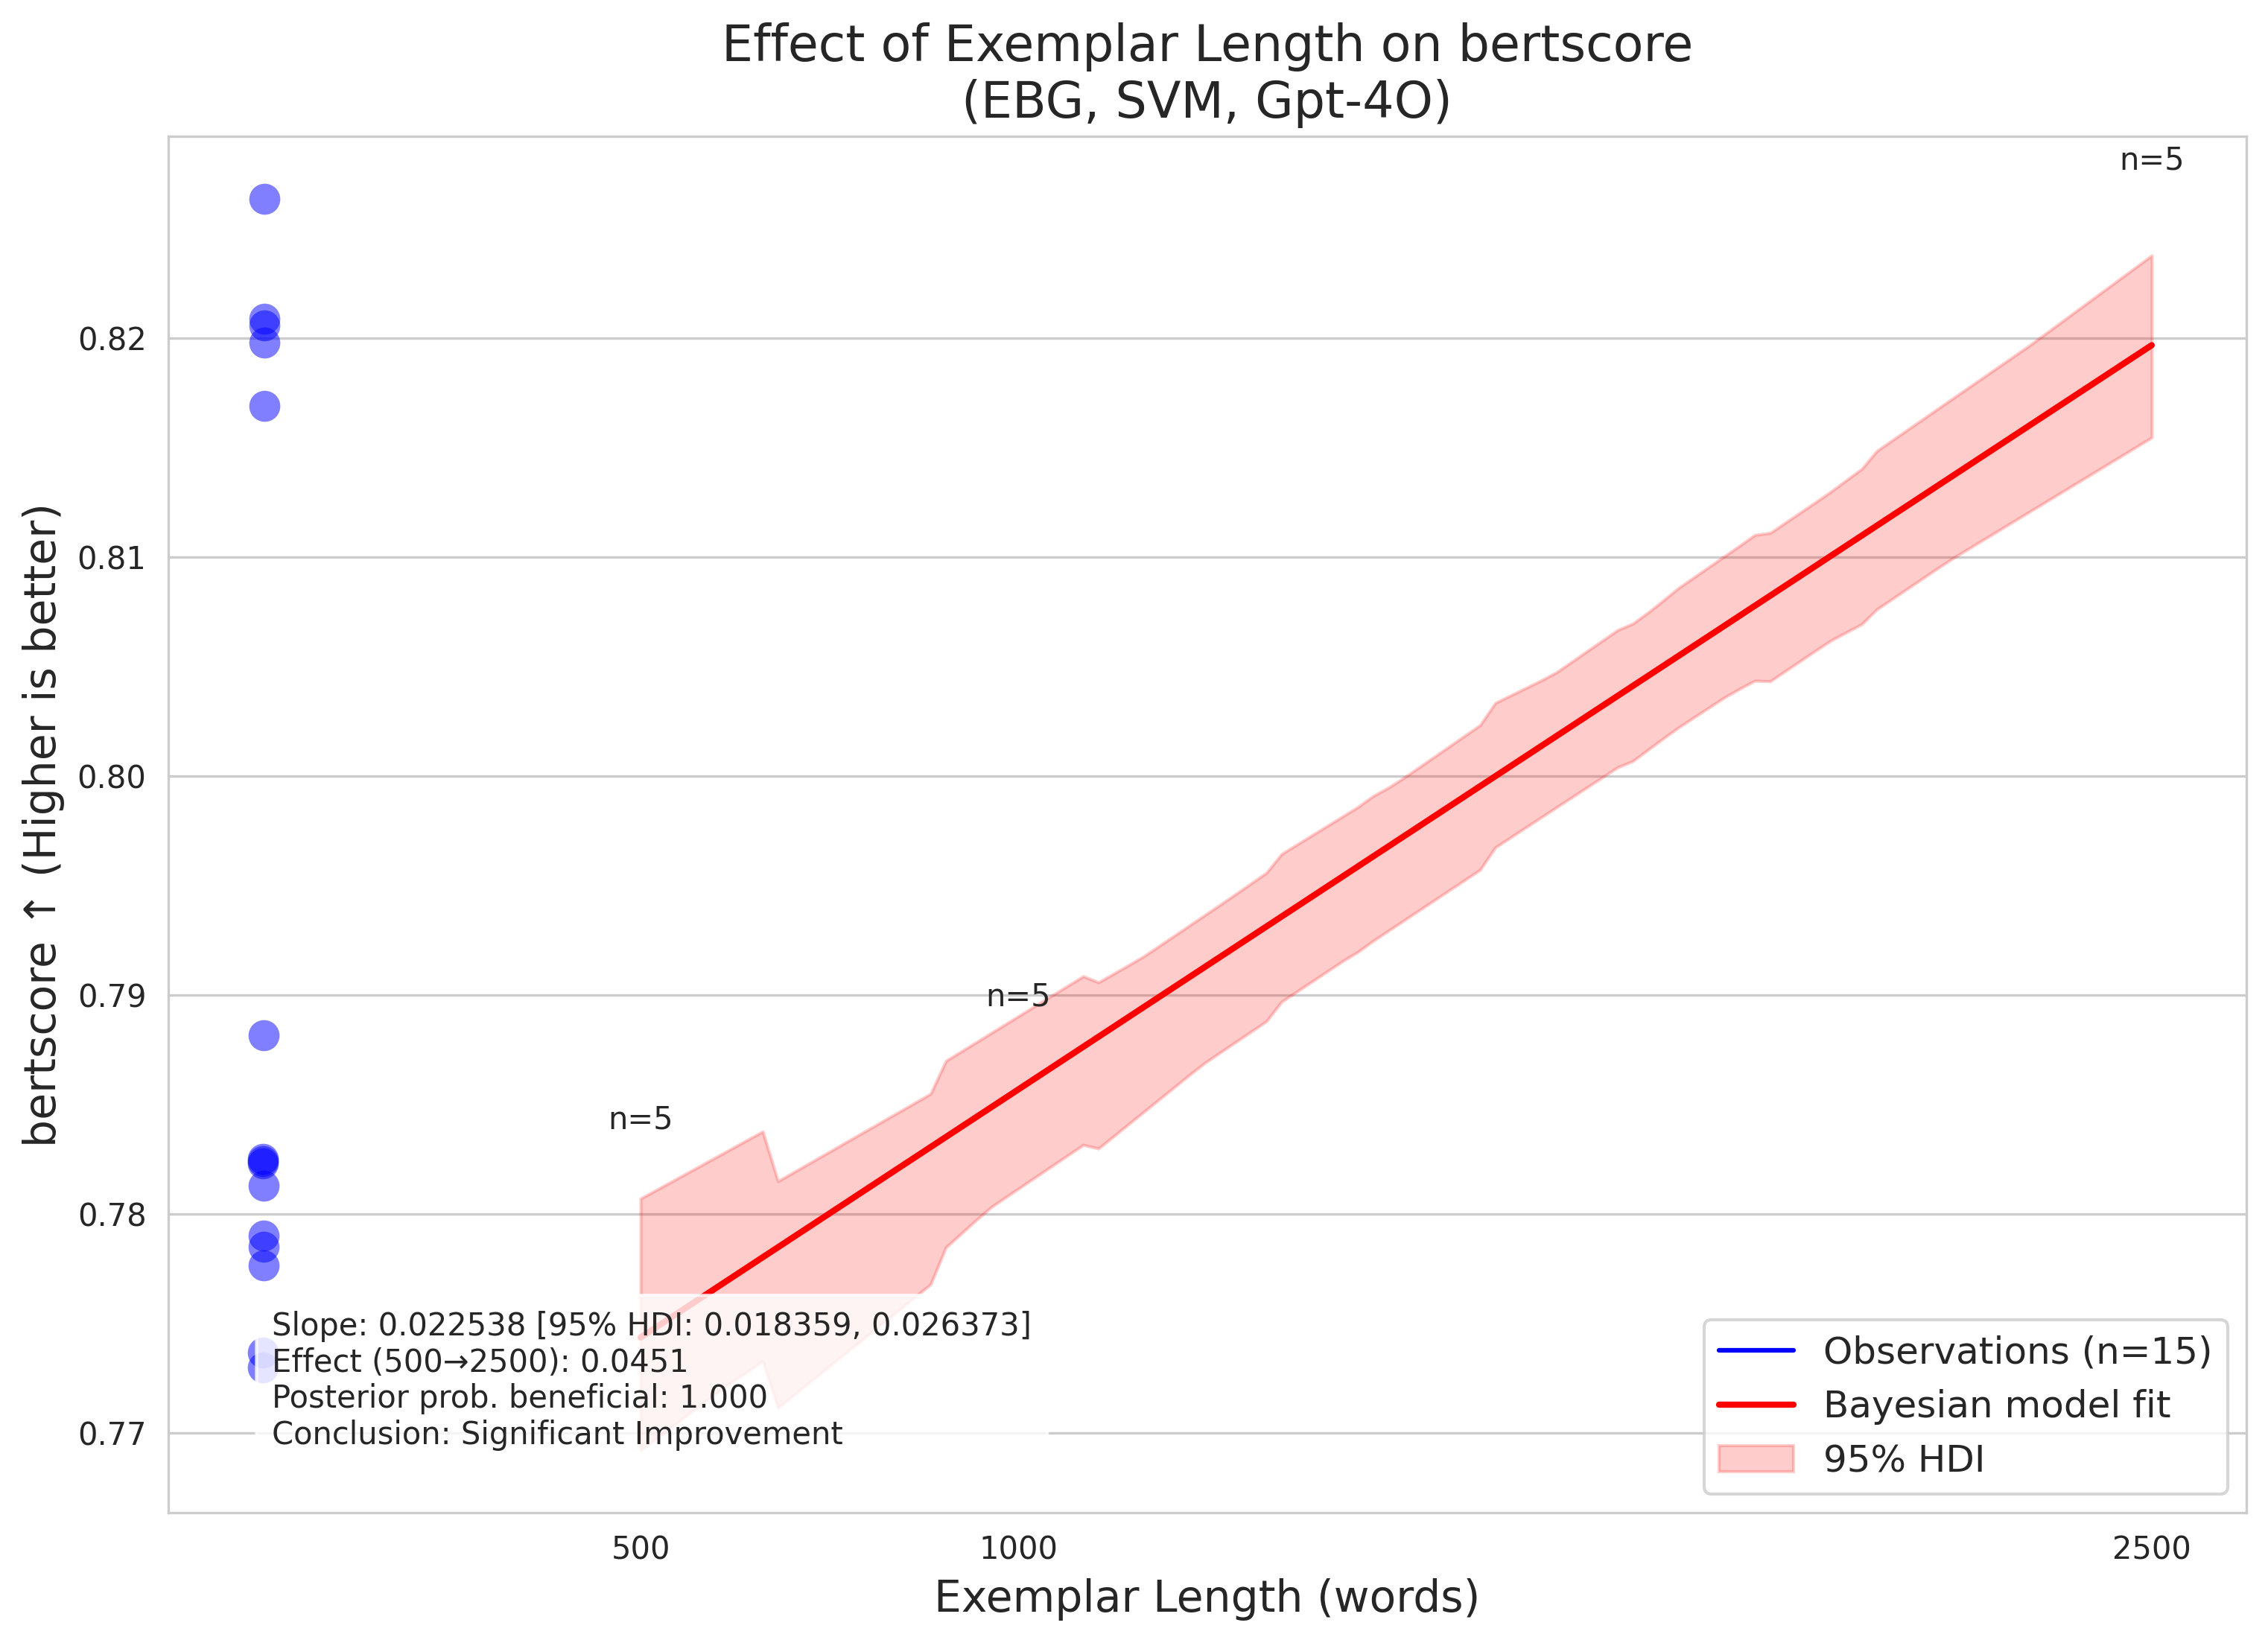 Effect of Exemplar Length on bertscore
(EBG, SVM, Gpt-4O)
bertscore ↑ (Higher is better)
0.82
0.81
0.80
0.79
0.78
0.77
n=5
n=5
n=5
Slope: 0.022538 [95% HDI: 0.018359, 0.026373]
Effect (500→2500): 0.0451
Posterior prob. beneficial: 1.000
Conclusion: Significant Improvement
Observations (n=15)
Bayesian model fit
95% HDI
500
1000
2500
Exemplar Length (words)